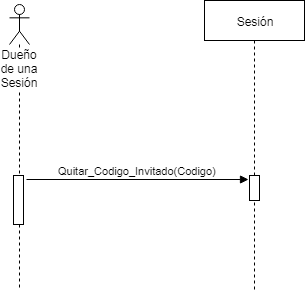 Dueño
de una
Sesión
Sesión
Quitar_Codigo_Invitado(Codigo)